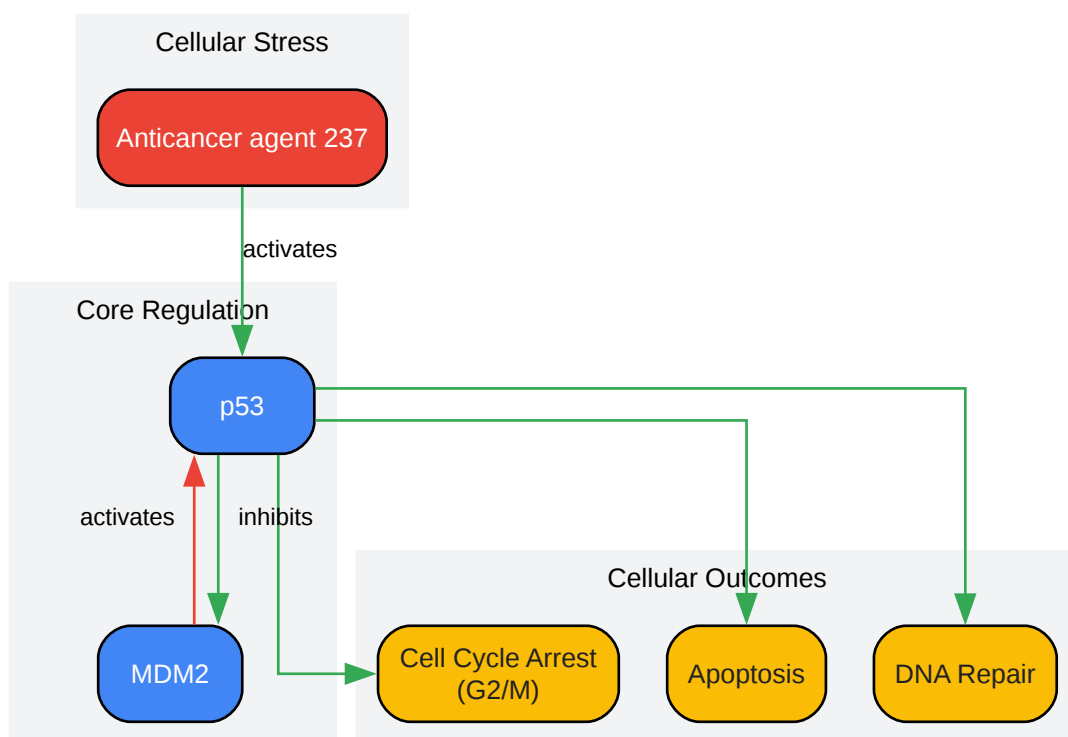 Cellular Stress
Anticancer agent 237
activates
Core Regulation
p53
activates
inhibits
Cellular Outcomes
MDM2
Cell Cycle Arrest
(G2/M)
Apoptosis
DNA Repair